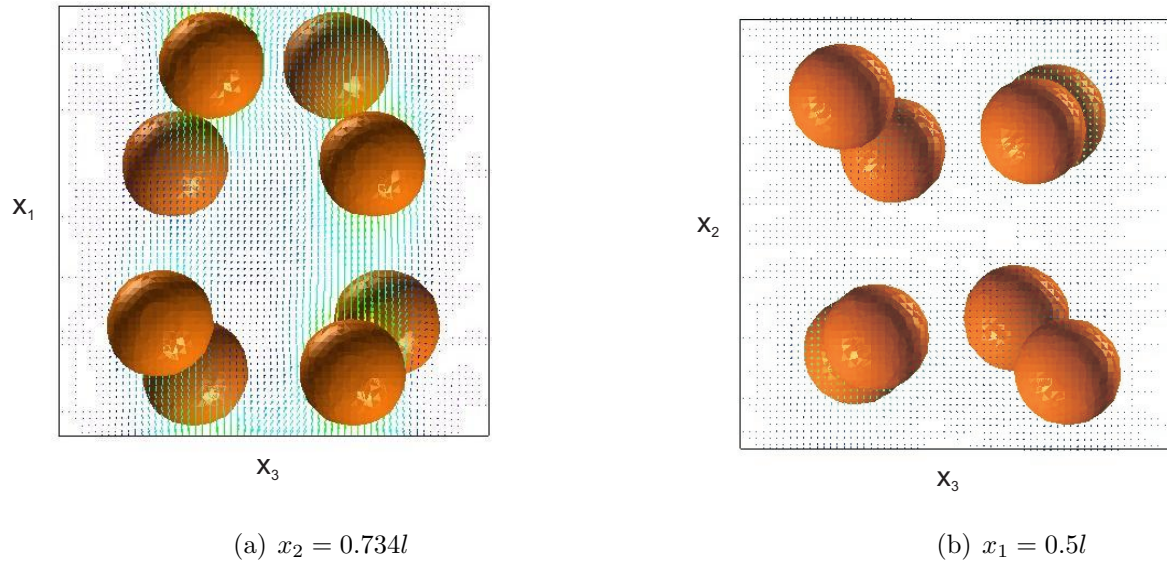 x₁
x₃
(a) x₂ = 0.734l
x₂
x₃
(b) x₁ = 0.5l